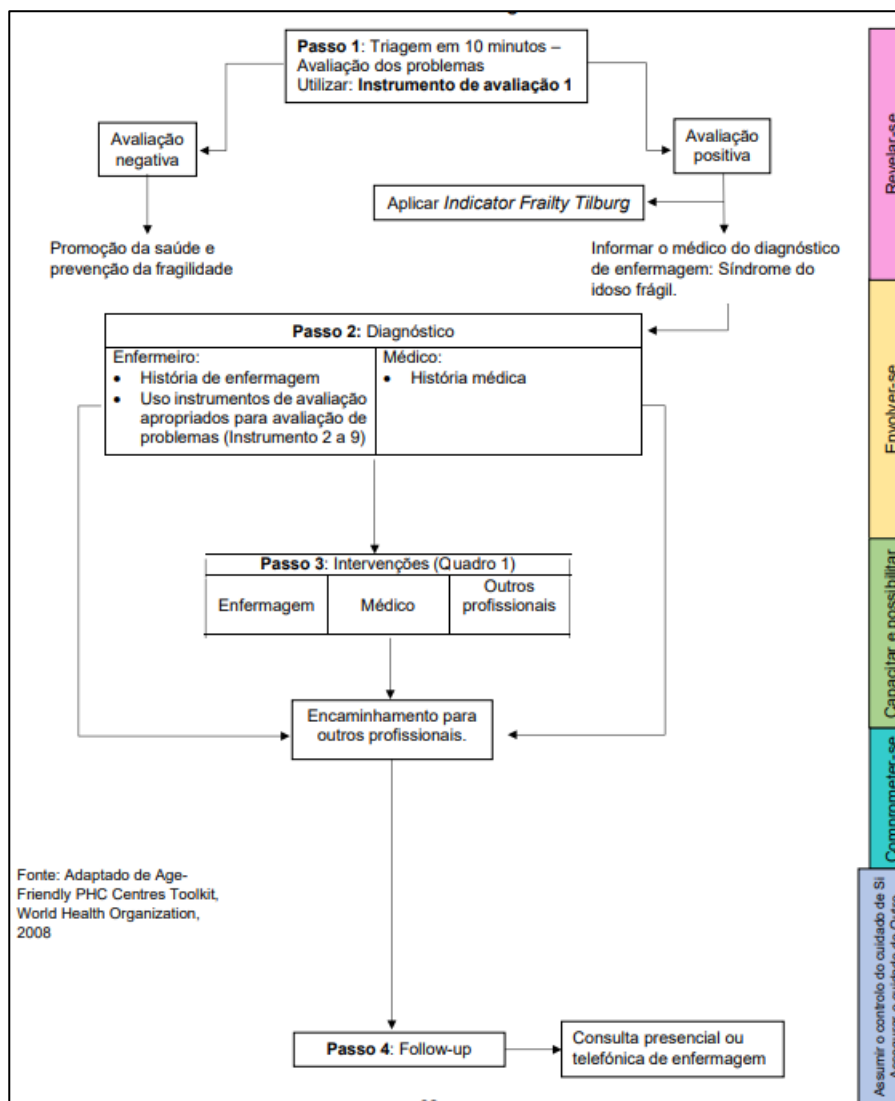 Passo 1: Triagem em 10 minutos –
Avaliação dos problemas
Utilizar: Instrumento de avaliação 1
Avaliação
negativa
Avaliação
positiva
Aplicar Indicator Frailty Tilburg
Promoção da saúde e
prevenção da fragilidade
Informar o médico do diagnóstico
de enfermagem: Síndrome do
idoso frágil.
Passo 2: Diagnóstico
Enfermeiro:
• História de enfermagem
• Uso instrumentos de avaliação
apropriados para avaliação de
problemas (Instrumento 2 a 9)
Médico:
• História médica
Passo 3: Intervenções (Quadro 1)
Enfermagem
Médico
Outros
profissionais
Encaminhamento para
outros profissionais.
Fonte: Adaptado de Age-
Friendly PHC Centres Toolkit,
World Health Organization,
2008
Passo 4: Follow-up
Consulta presencial ou
telefónica de enfermagem
Revelar-se
Envolver-se
Capacitar e possibilitar
Comprometer-se
Assumir o controlo do cuidado de Si